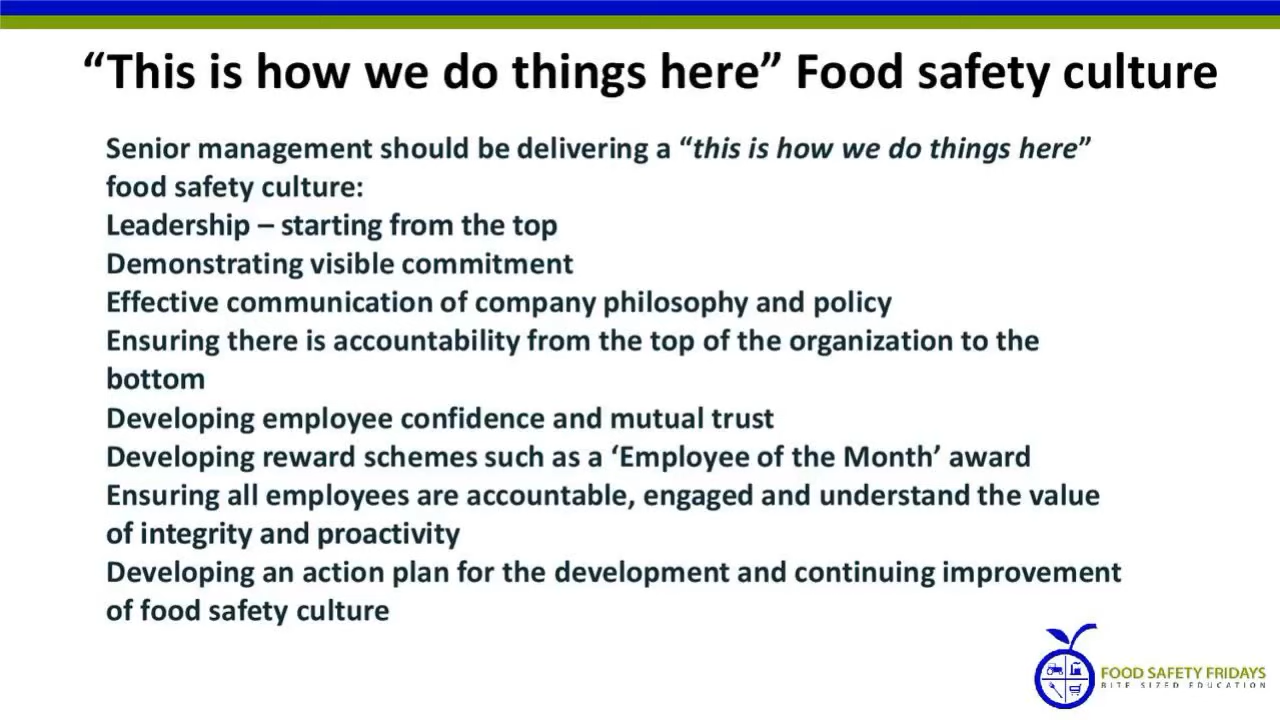 “This is how we do things here” Food safety culture
Senior management should be delivering a “this is how we do things here”
food safety culture:
Leadership – starting from the top
Demonstrating visible commitment
Effective communication of company philosophy and policy
Ensuring there is accountability from the top of the organization to the
bottom
Developing employee confidence and mutual trust
Developing reward schemes such as a ‘Employee of the Month’ award
Ensuring all employees are accountable, engaged and understand the value
of integrity and proactivity
Developing an action plan for the development and continuing improvement
of food safety culture
FOOD SAFETY FRIDAYS
BITE SIZED EDUCATION